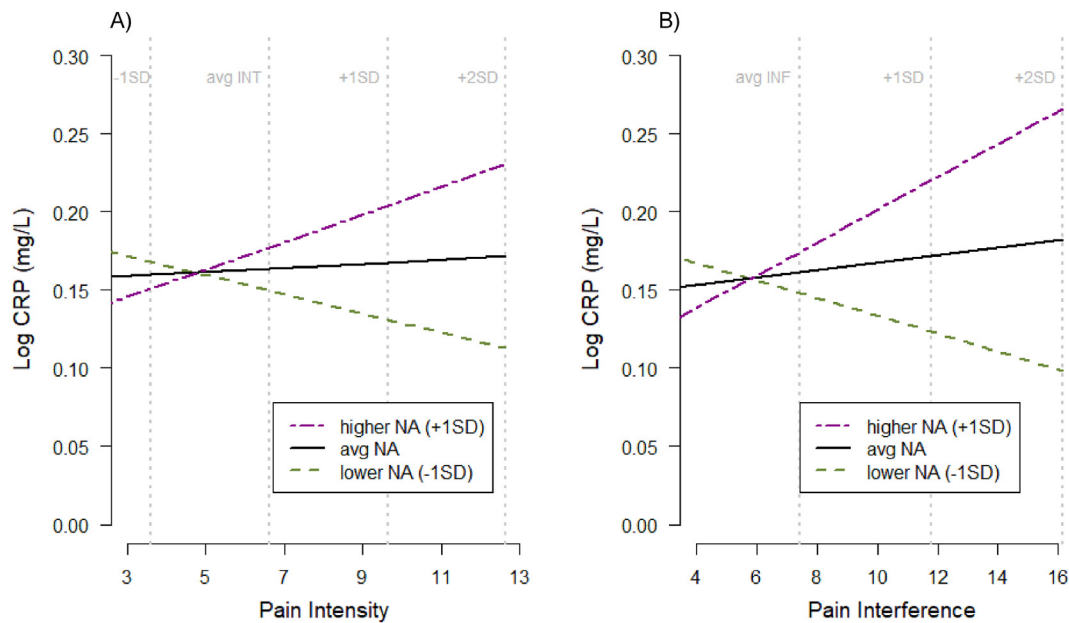 A)
-1SD avg INT +1SD +2SD
Log CRP (mg/L)
0.30
0.25
0.20
0.15
0.10
0.05
0.00
higher NA (+1SD)
avg NA
lower NA (-1SD)
3 5 7 9 11 13
Pain Intensity
B)
avg INF +1SD +2SD
Log CRP (mg/L)
0.30
0.25
0.20
0.15
0.10
0.05
0.00
higher NA (+1SD)
avg NA
lower NA (-1SD)
4 6 8 10 12 14 16
Pain Interference